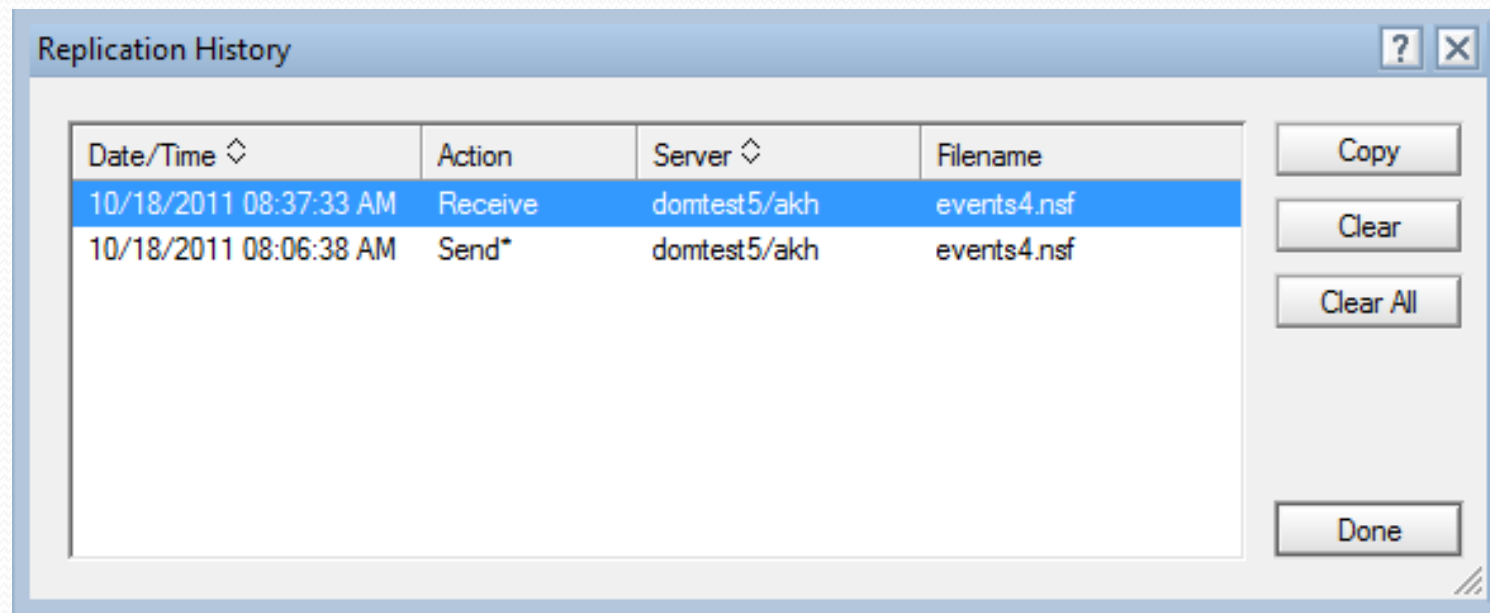 Replication History
Date/Time Action Server Filename
10/18/2011 08:37:33 AM Receive domtest5/akh events4.nsf
10/18/2011 08:06:38 AM Send* domtest5/akh events4.nsf
Copy
Clear
Clear All
Done